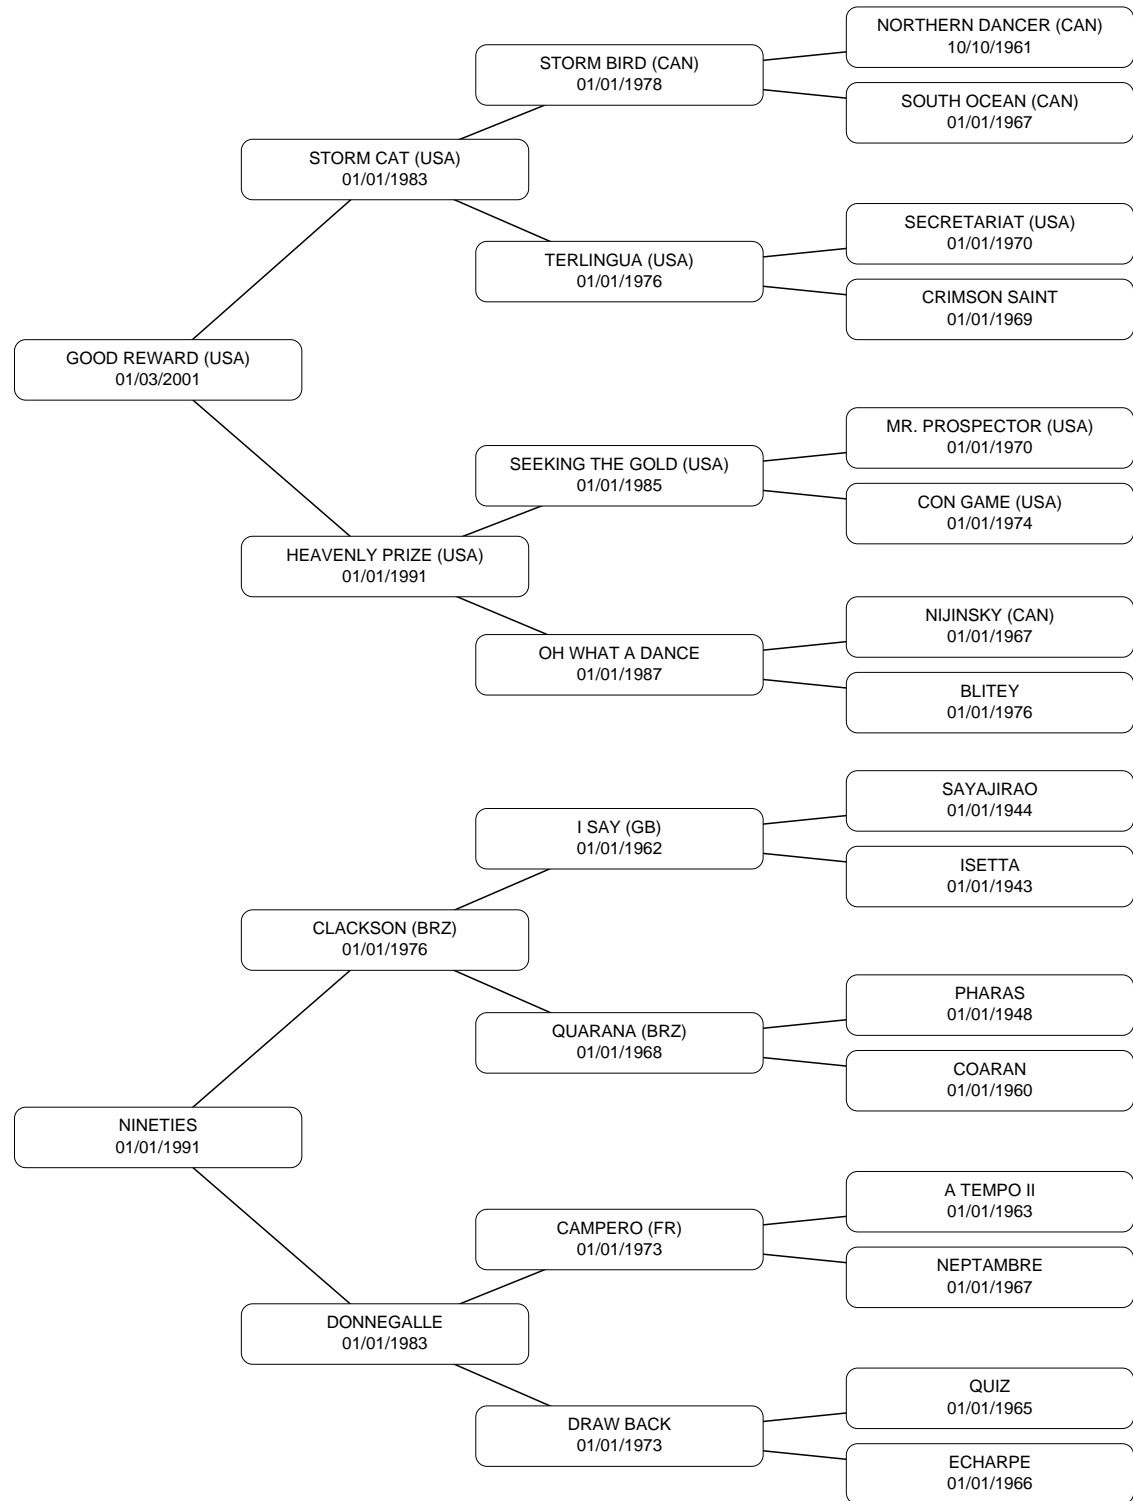 NORTHERN DANCER (CAN)
10/10/1961
STORM BIRD (CAN)
01/01/1978
SOUTH OCEAN (CAN)
01/01/1967
STORM CAT (USA)
01/01/1983
SECRETARIAT (USA)
01/01/1970
TERLINGUA (USA)
01/01/1976
CRIMSON SAINT
01/01/1969
GOOD REWARD (USA)
01/03/2001
MR. PROSPECTOR (USA)
01/01/1970
SEEKING THE GOLD (USA)
01/01/1985
CON GAME (USA)
01/01/1974
HEAVENLY PRIZE (USA)
01/01/1991
NIJINSKY (CAN)
01/01/1967
OH WHAT A DANCE
01/01/1987
BLITEY
01/01/1976
SAYAJIRAO
01/01/1944
I SAY (GB)
01/01/1962
ISETTA
01/01/1943
CLACKSON (BRZ)
01/01/1976
PHARAS
01/01/1948
QUARANA (BRZ)
01/01/1968
COARAN
01/01/1960
NINETIES
01/01/1991
A TEMPO II
01/01/1963
CAMPERO (FR)
01/01/1973
NEPTAMBRE
01/01/1967
DONNEGALLE
01/01/1983
QUIZ
01/01/1965
DRAW BACK
01/01/1973
ECHARPE
01/01/1966